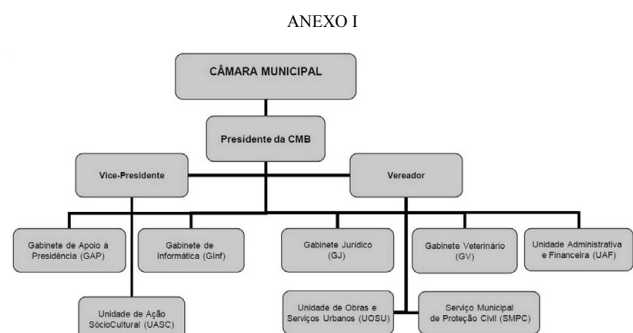 ANEXO I
CÂMARA MUNICIPAL
Presidente da CMB
Vice-Presidente
Vereador
Gabinete de Apoio à
Presidência (GAP)
Gabinete de
Informática (GInf)
Gabinete Jurídico
(GJ)
Gabinete Veterinário
(GV)
Unidade Administrativa
e Financeira (UAF)
Unidade de Ação
SócioCultural (UASC)
Unidade de Obras e
Serviços Urbanos (UOSU)
Serviço Municipal
de Proteção Civil (SMPC)